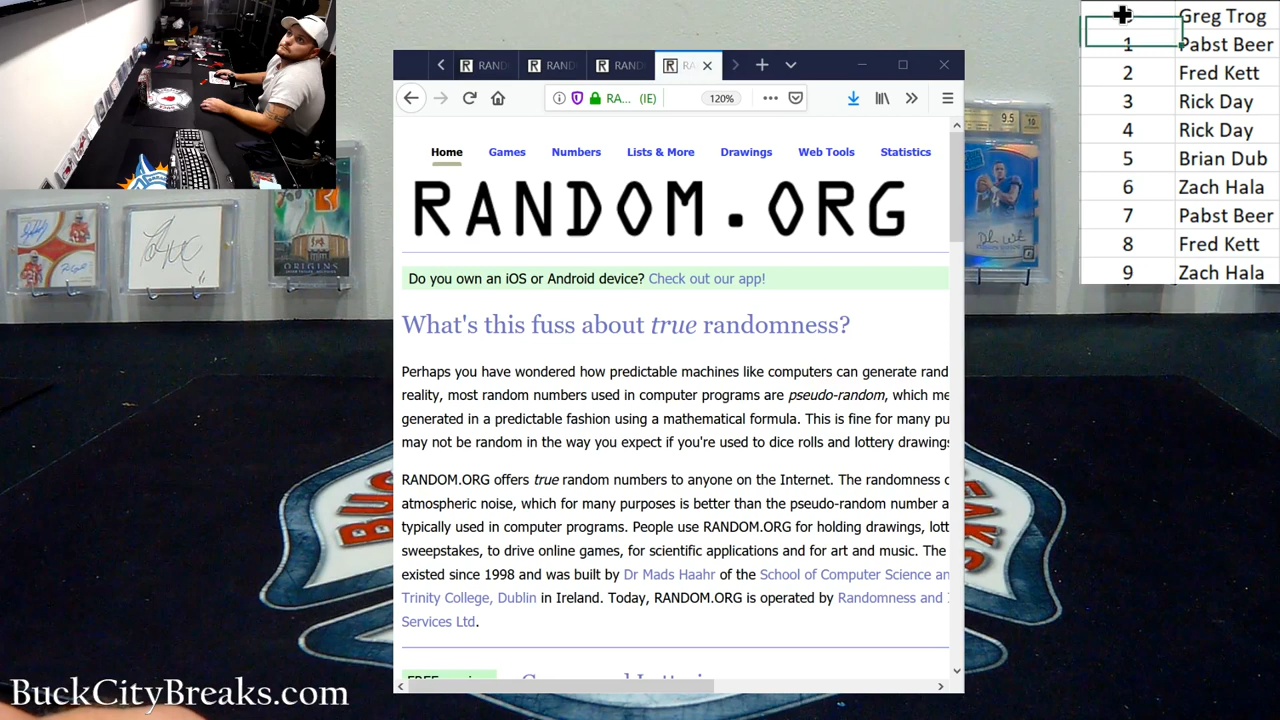 Greg Trog
1 Pabst Beer
2 Fred Kett
3 Rick Day
4 Rick Day
5 Brian Dub
6 Zach Hala
7 Pabst Beer
8 Fred Kett
9 Zach Hala
RAND RAND RAND RA
RA... (IE) 120%
Home Games Numbers Lists & More Drawings Web Tools Statistics
RANDOM.ORG
Do you own an iOS or Android device? Check out our app!
What's this fuss about true randomness?
Perhaps you have wondered how predictable machines like computers can generate rand
reality, most random numbers used in computer programs are pseudo-random, which me
generated in a predictable fashion using a mathematical formula. This is fine for many pu
may not be random in the way you expect if you're used to dice rolls and lottery drawings
RANDOM.ORG offers true random numbers to anyone on the Internet. The randomness c
atmospheric noise, which for many purposes is better than the pseudo-random number a
typically used in computer programs. People use RANDOM.ORG for holding drawings, lott
sweepstakes, to drive online games, for scientific applications and for art and music. The
existed since 1998 and was built by Dr Mads Haahr of the School of Computer Science an
Trinity College, Dublin in Ireland. Today, RANDOM.ORG is operated by Randomness and
Services Ltd.
ORIGINS
9.5
10
BuckCityBreaks.com